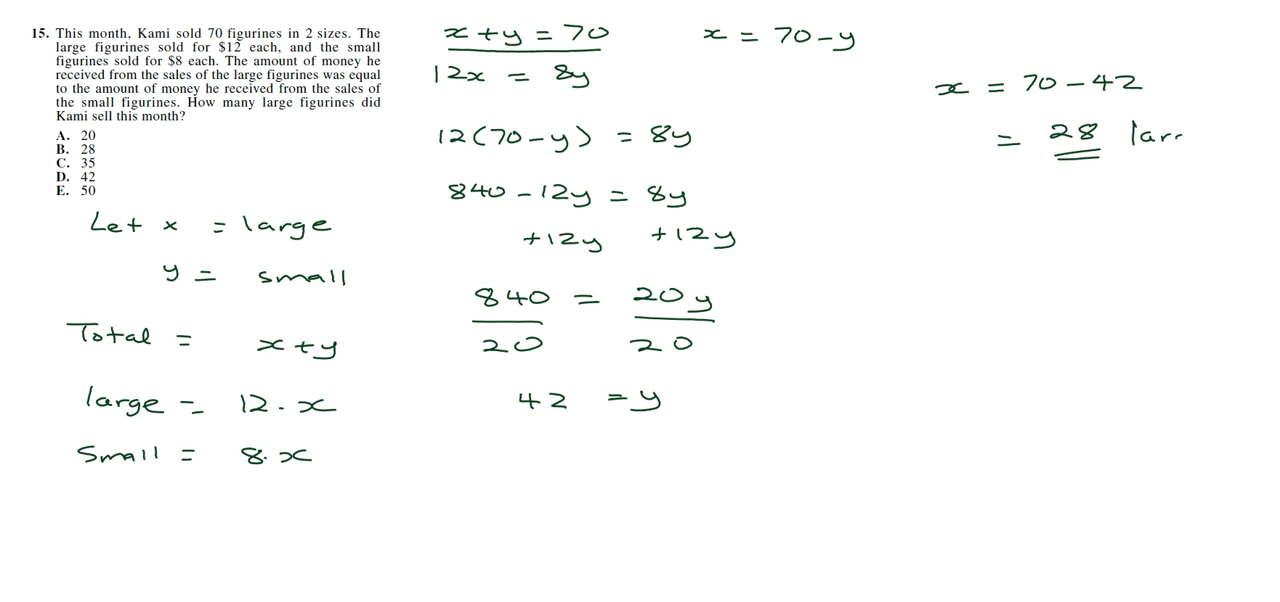 15. This month, Kami sold 70 figurines in 2 sizes. The
large figurines sold for $12 each, and the small
figurines sold for $8 each. The amount of money he
received from the sales of the large figurines was equal
to the amount of money he received from the sales of
the small figurines. How many large figurines did
Kami sell this month?
A. 20
B. 28
C. 35
D. 42
E. 50
Let x = large
y = small
Total = x + y
large = 12 · x
Small = 8 · x
x + y = 70
12x = 8y
12(70 - y) = 8y
840 - 12y = 8y
+12y +12y
840 = 20y
20 20
42 = y
x = 70 - y
x = 70 - 42
= 28 lar